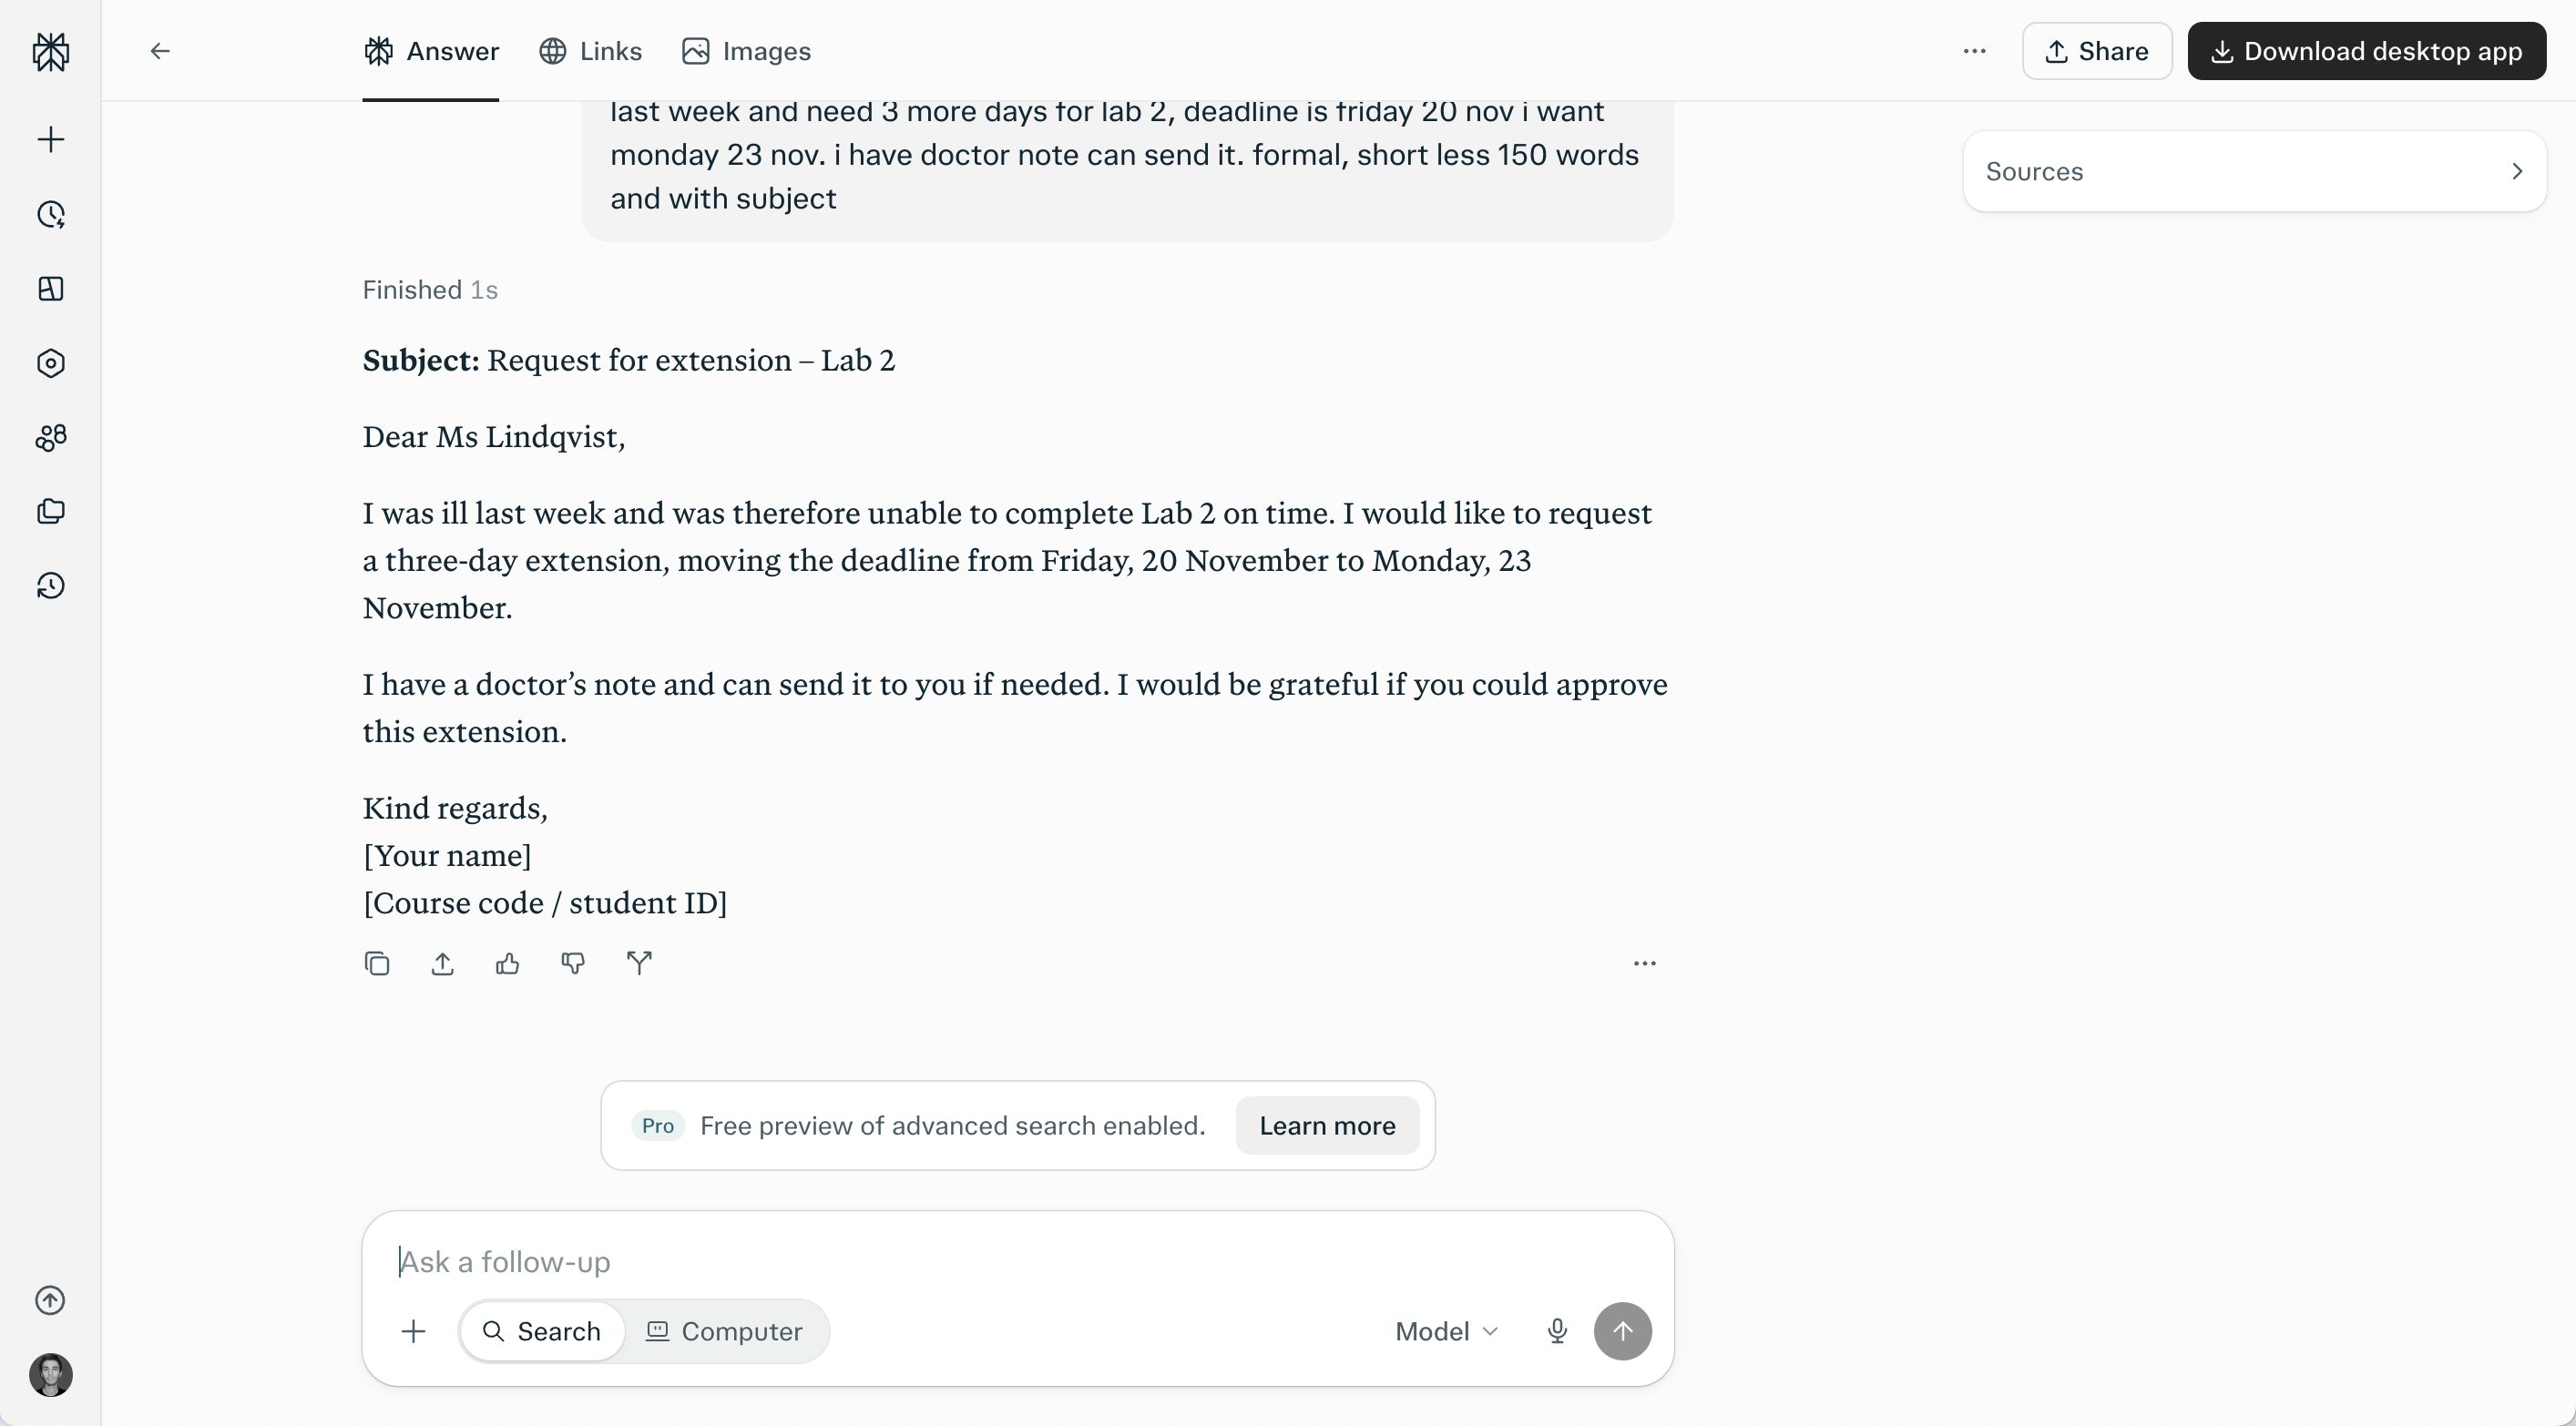 Answer
Links
Images
Share
Download desktop app
last week and need 3 more days for lab 2, deadline is friday 20 nov i want
monday 23 nov. i have doctor note can send it. formal, short less 150 words
and with subject
Sources
Finished 1s
Subject: Request for extension – Lab 2
Dear Ms Lindqvist,
I was ill last week and was therefore unable to complete Lab 2 on time. I would like to request
a three-day extension, moving the deadline from Friday, 20 November to Monday, 23
November.
I have a doctor’s note and can send it to you if needed. I would be grateful if you could approve
this extension.
Kind regards,
[Your name]
[Course code / student ID]
Pro Free preview of advanced search enabled. Learn more
Ask a follow-up
Search
Computer
Model